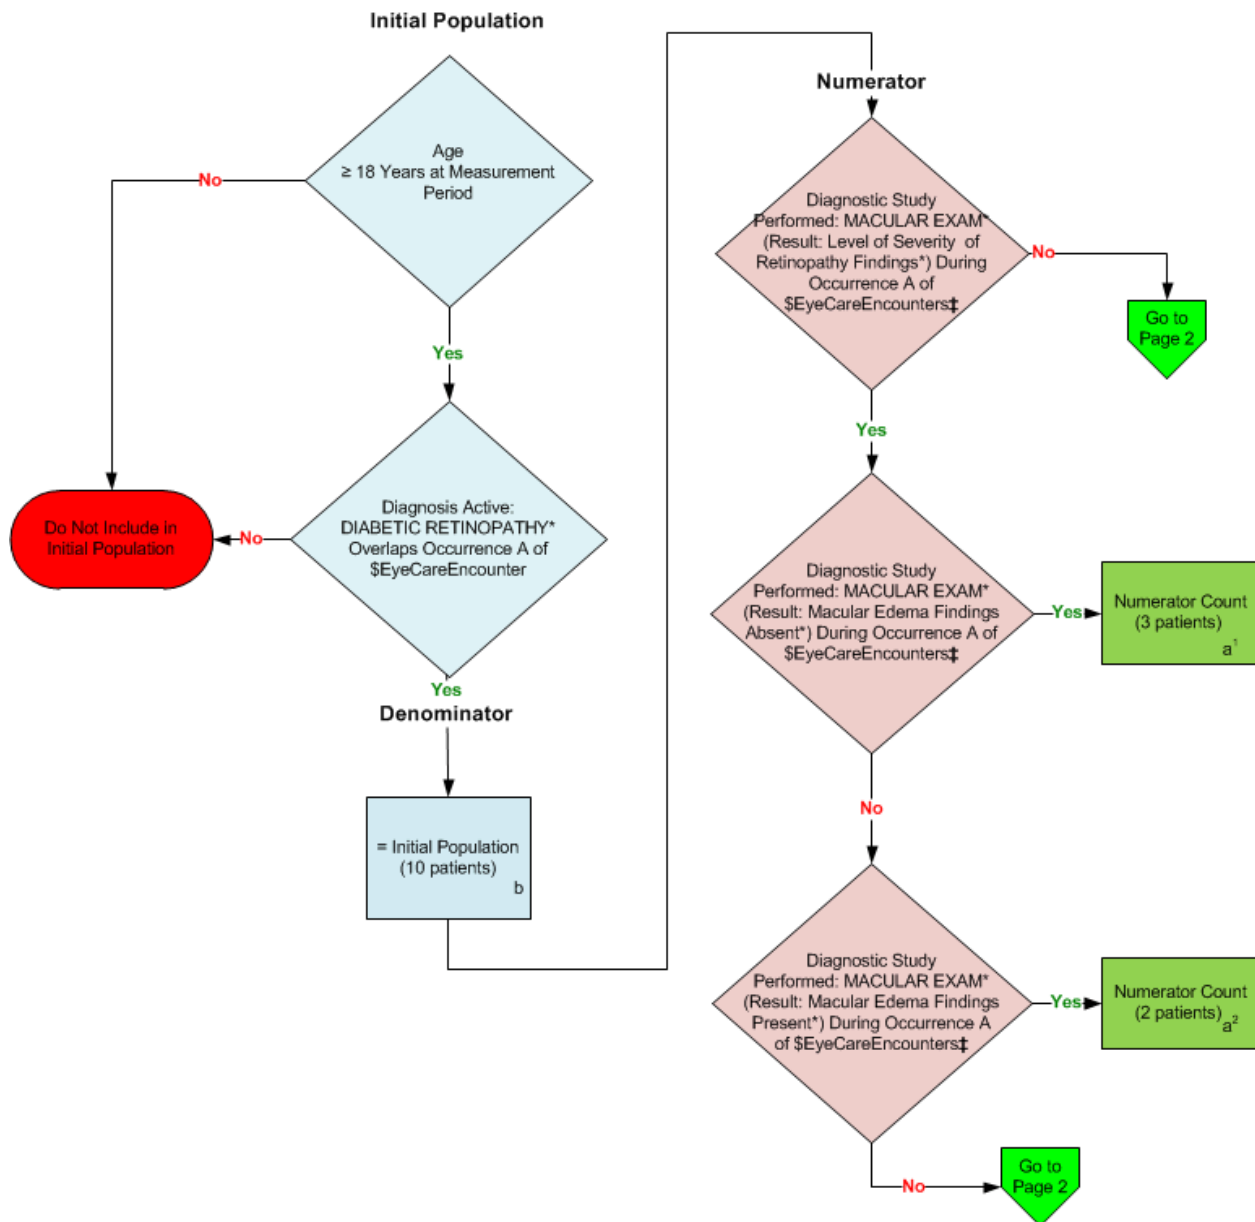 Initial Population
Age
≥ 18 Years at Measurement
Period
No
Yes
Diagnosis Active:
DIABETIC RETINOPATHY*
Overlaps Occurrence A of
$EyeCareEncounter
No
Do Not Include in
Initial Population
Yes
Denominator
= Initial Population
(10 patients)
b
Numerator
Diagnostic Study
Performed: MACULAR EXAM*
(Result: Level of Severity of
Retinopathy Findings*) During
Occurrence A of
$EyeCareEncounters‡
No
Go to
Page 2
Yes
Diagnostic Study
Performed: MACULAR EXAM*
(Result: Macular Edema Findings
Absent*) During Occurrence A of
$EyeCareEncounters‡
Yes
Numerator Count
(3 patients)
a¹
No
Diagnostic Study
Performed: MACULAR EXAM*
(Result: Macular Edema Findings
Present*) During Occurrence A
of $EyeCareEncounters‡
Yes
Numerator Count
(2 patients)
a²
No
Go to
Page 2